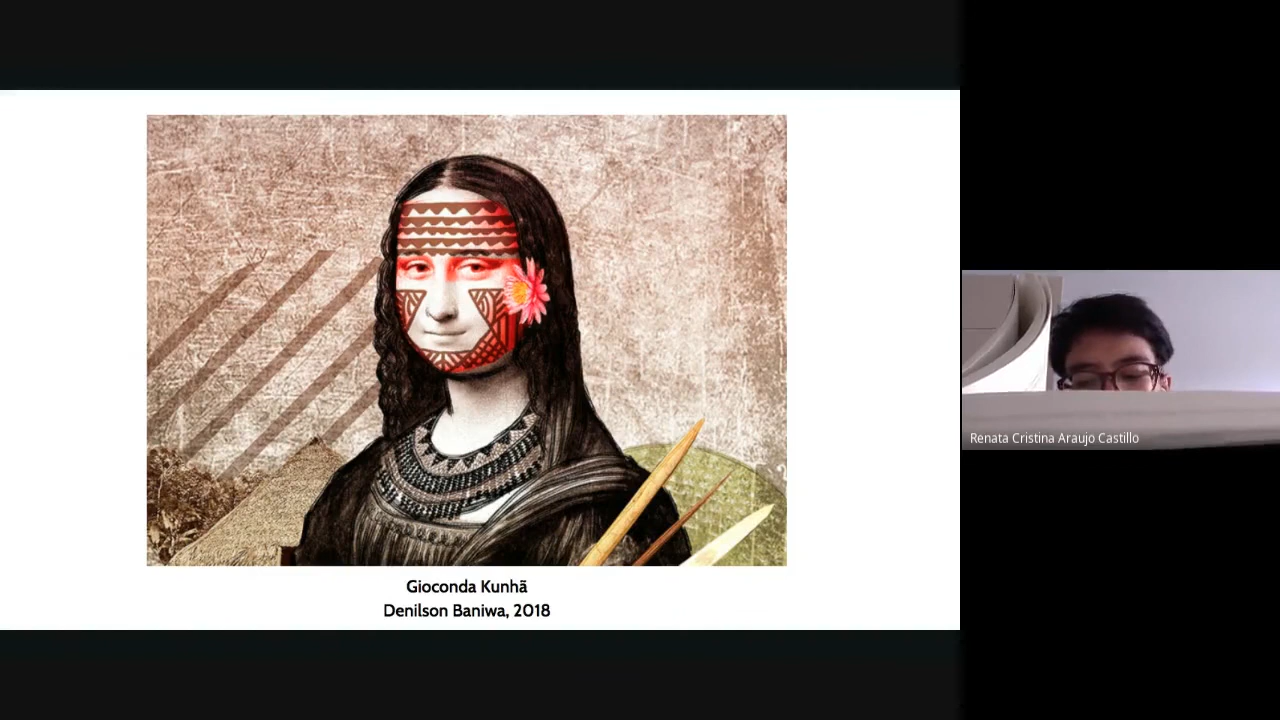 Gioconda Kunhã
Denilson Baniwa, 2018
Renata Cristina Araujo Castillo